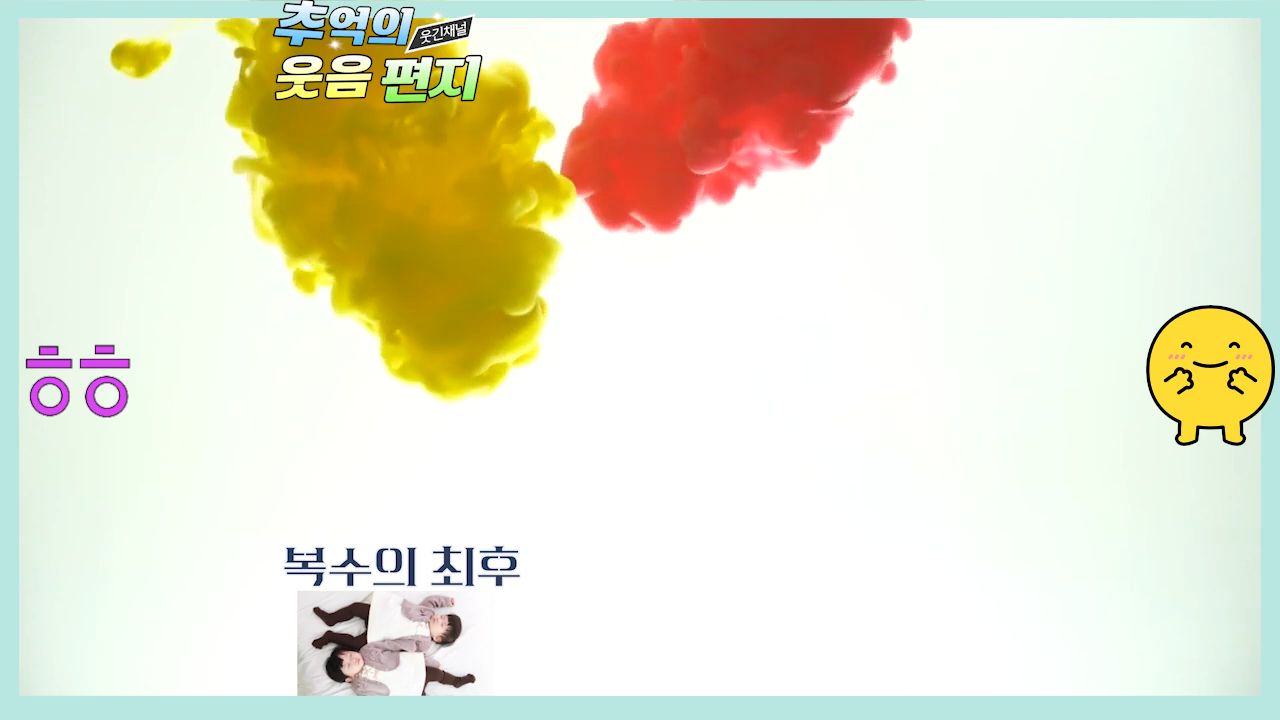 추억의 웃긴채널
웃음 편지
ㅎㅎ
복수의 최후